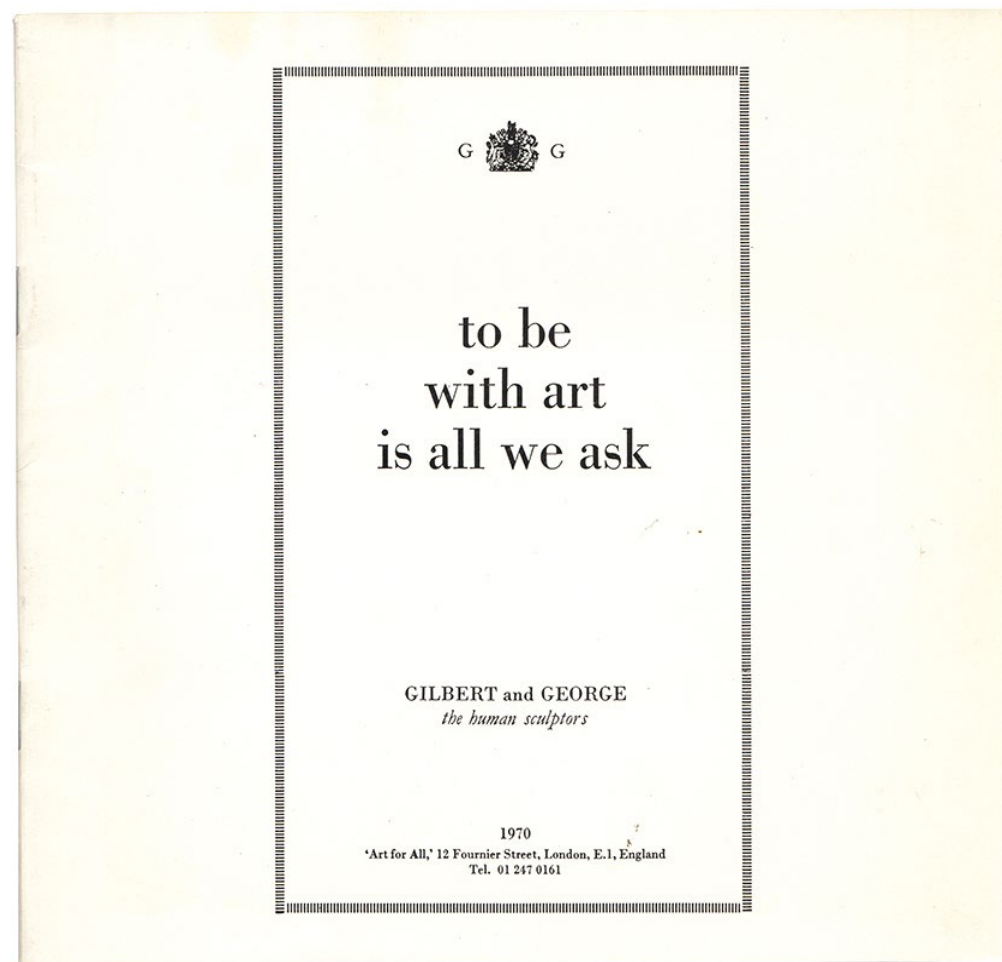 G G
to be
with art
is all we ask
GILBERT and GEORGE
the human sculptors
1970
‘Art for All,’ 12 Fournier Street, London, E.1, England
Tel. 01 247 0161